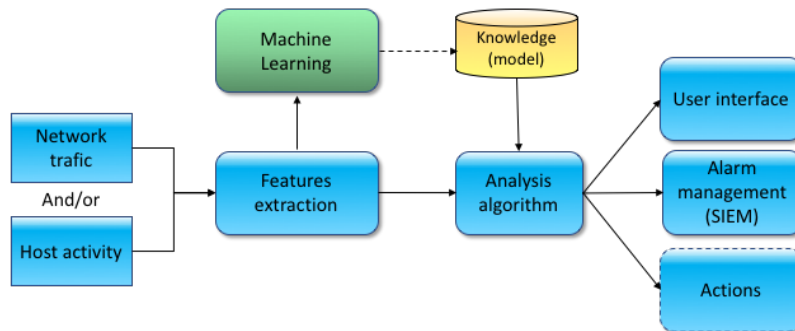 Machine
Learning
Knowledge
(model)
User interface
Network
trafic
And/or
Host activity
Features
extraction
Analysis
algorithm
Alarm
management
(SIEM)
Actions